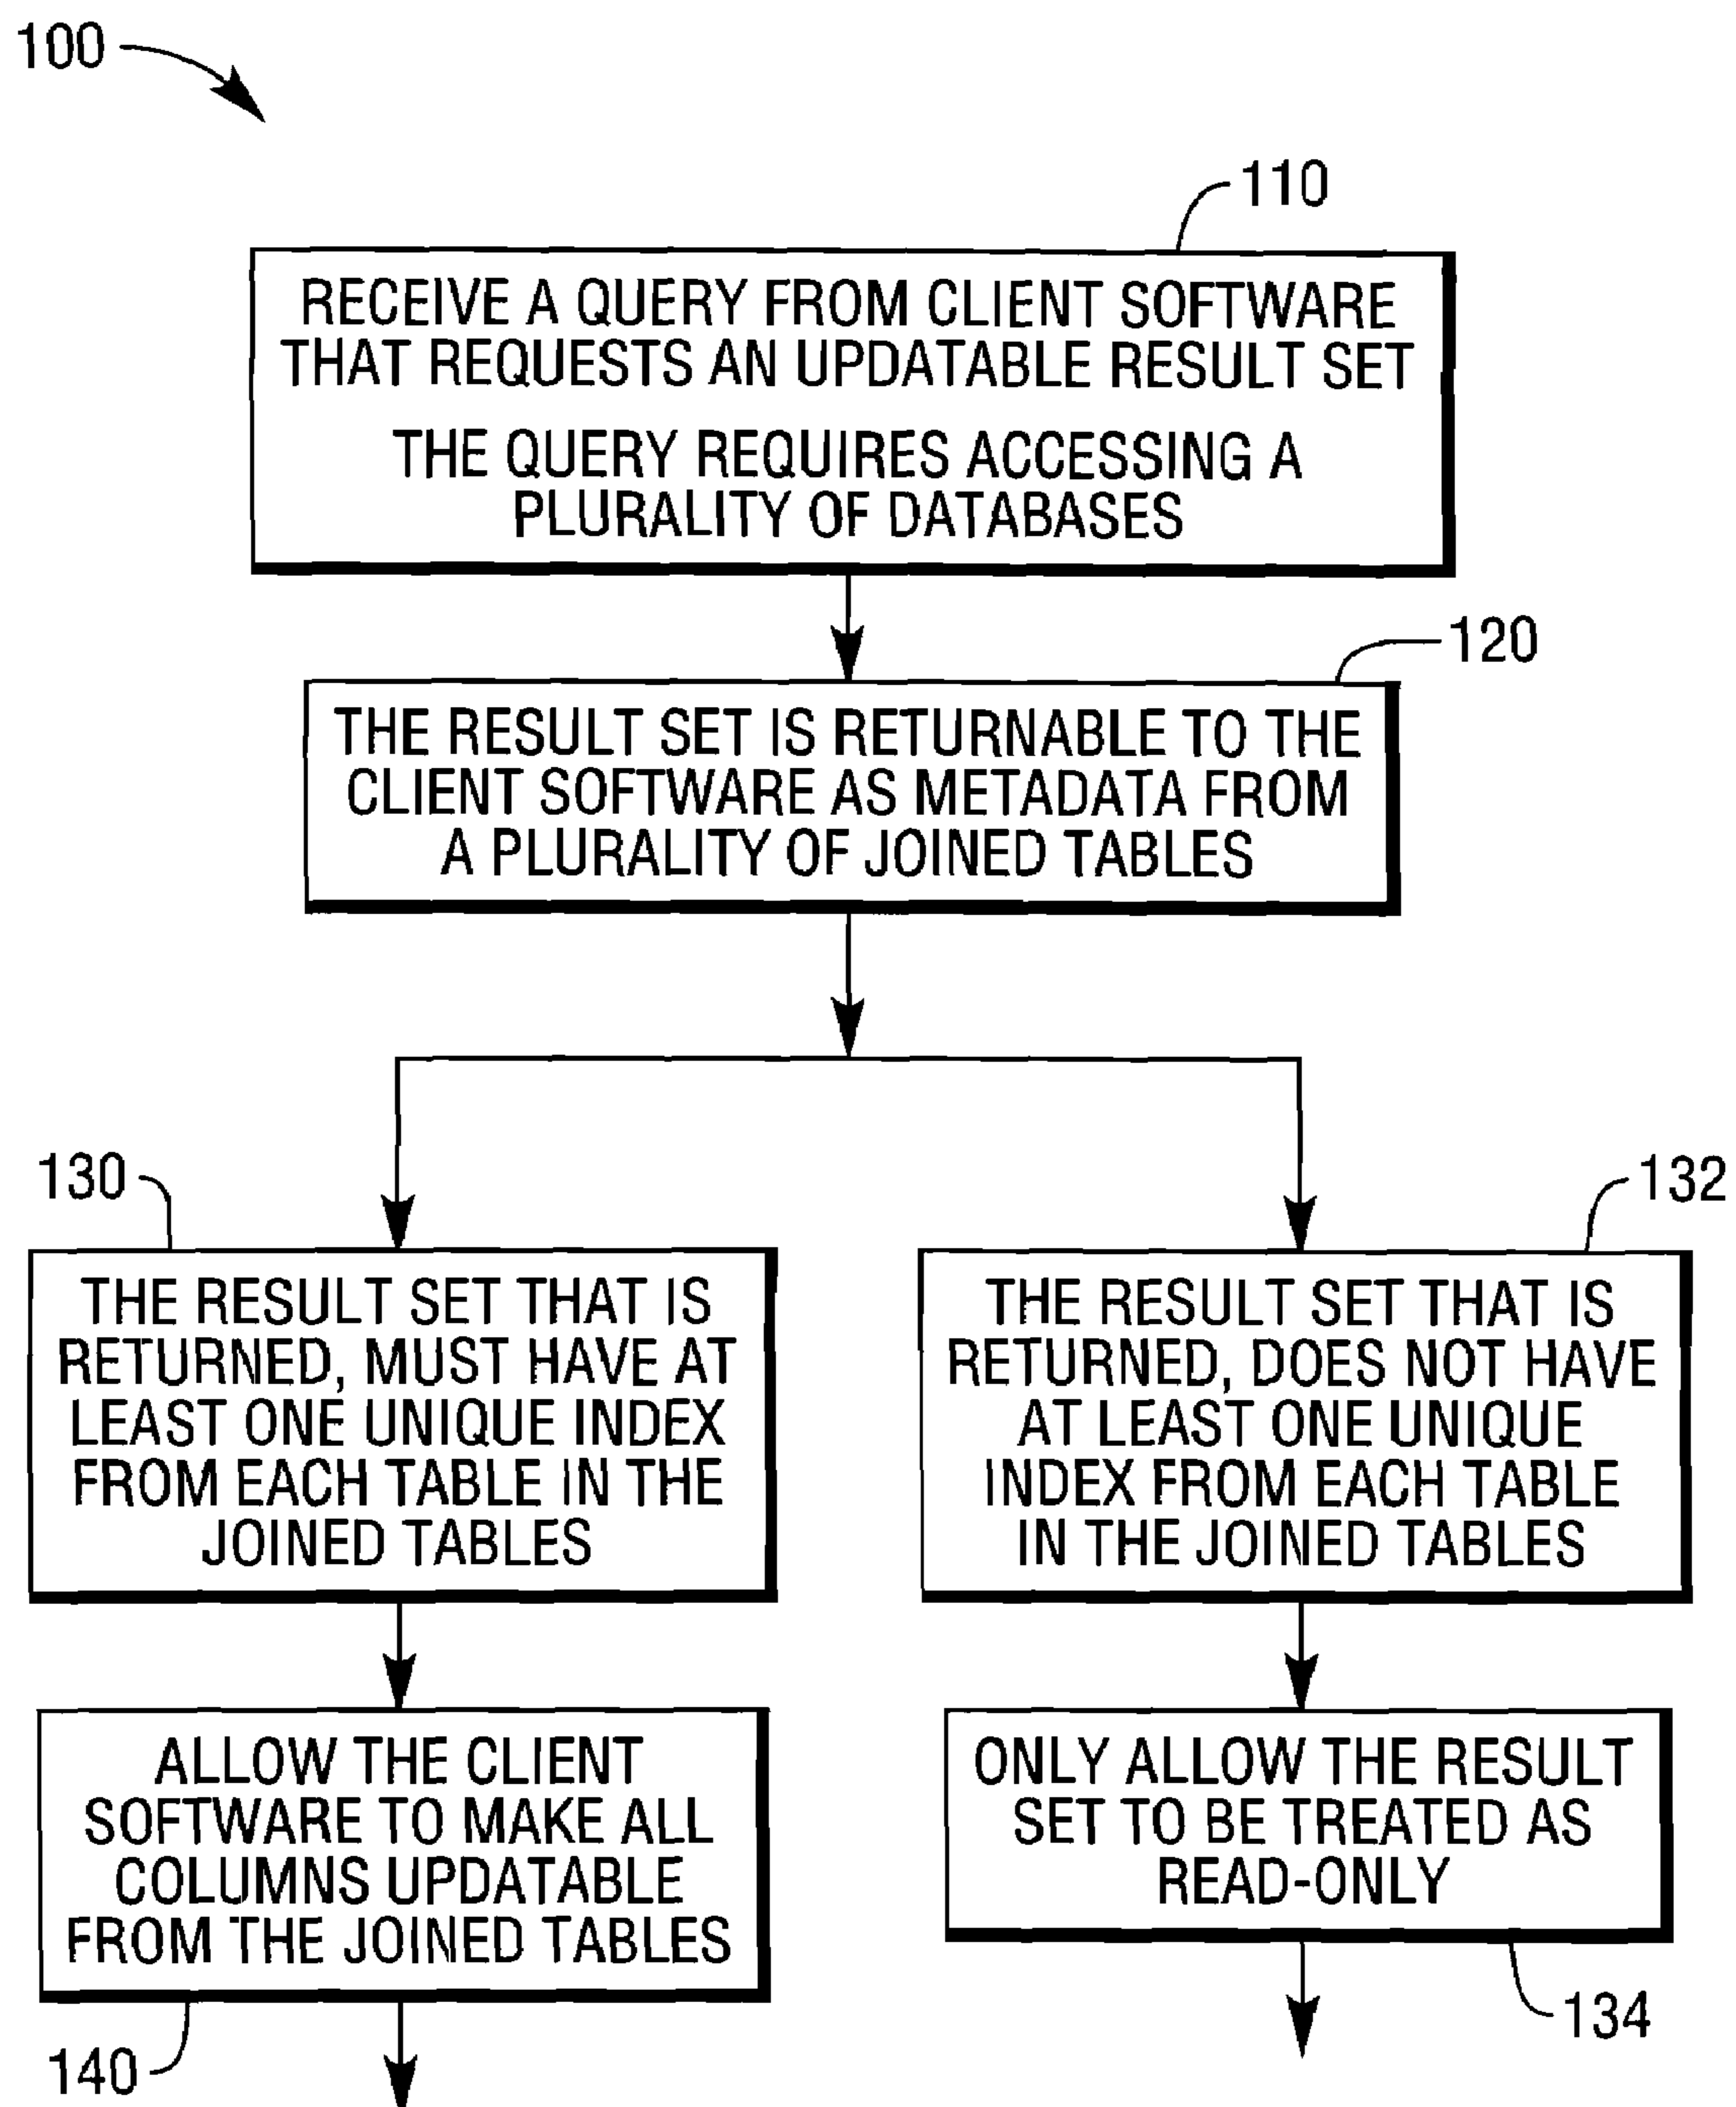 100
110
RECEIVE A QUERY FROM CLIENT SOFTWARE
THAT REQUESTS AN UPDATABLE RESULT SET
THE QUERY REQUIRES ACCESSING A
PLURALITY OF DATABASES
120
THE RESULT SET IS RETURNABLE TO THE
CLIENT SOFTWARE AS METADATA FROM
A PLURALITY OF JOINED TABLES
130
THE RESULT SET THAT IS
RETURNED, MUST HAVE AT
LEAST ONE UNIQUE INDEX
FROM EACH TABLE IN THE
JOINED TABLES
132
THE RESULT SET THAT IS
RETURNED, DOES NOT HAVE
AT LEAST ONE UNIQUE
INDEX FROM EACH TABLE
IN THE JOINED TABLES
ALLOW THE CLIENT
SOFTWARE TO MAKE ALL
COLUMNS UPDATABLE
FROM THE JOINED TABLES
140
ONLY ALLOW THE RESULT
SET TO BE TREATED AS
READ-ONLY
134